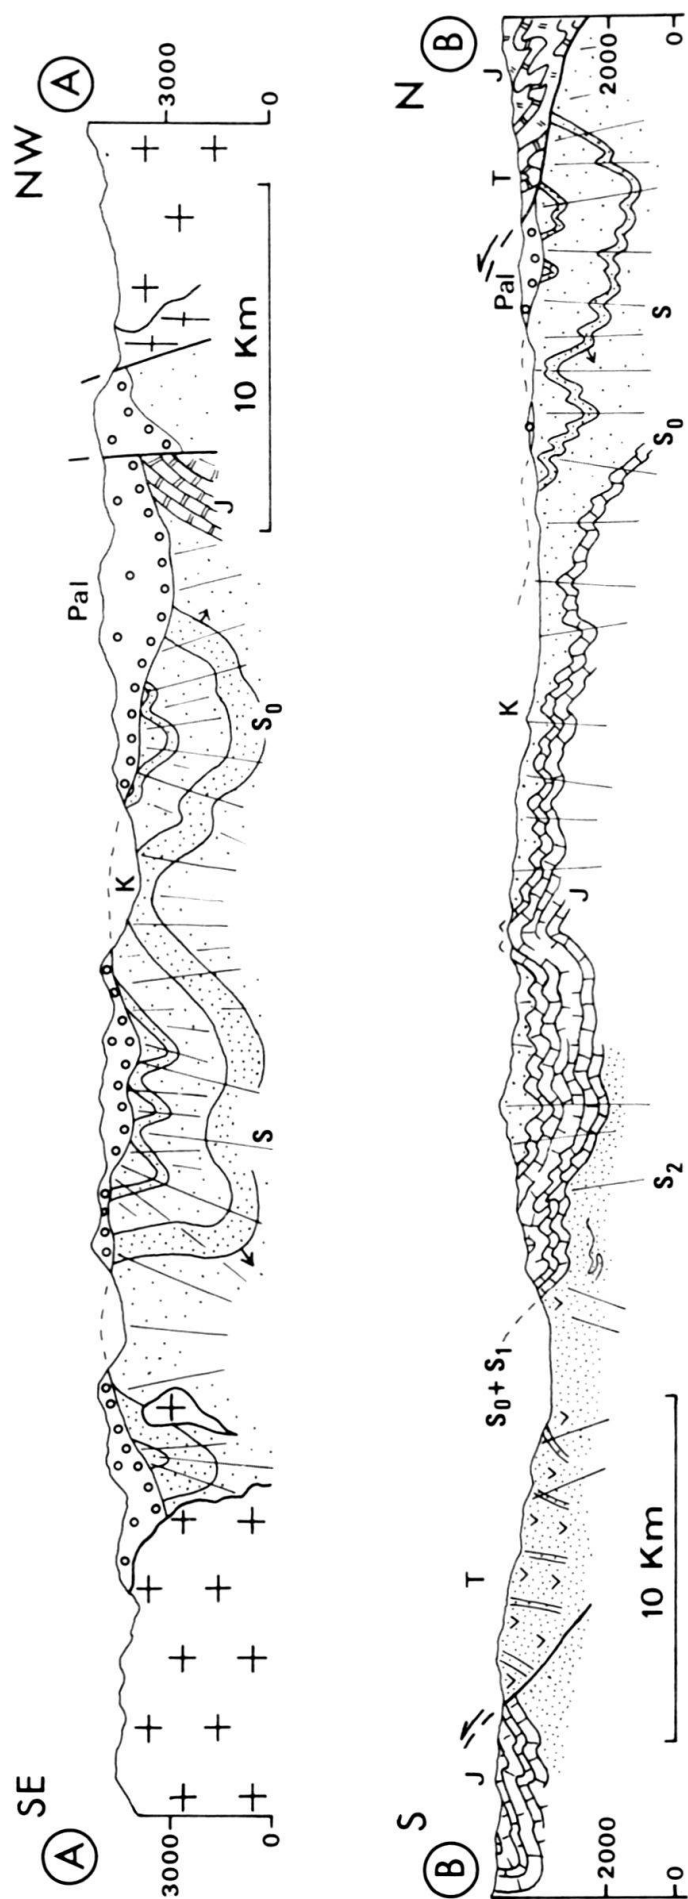 SE NW
A A
Pal
K
J
S S₀
3000 3000
0 0
10 Km
S N
B B
J T K Pal T J
S₀ + S₁
J
S₂ S₀ S
2000 2000
0 0
10 Km